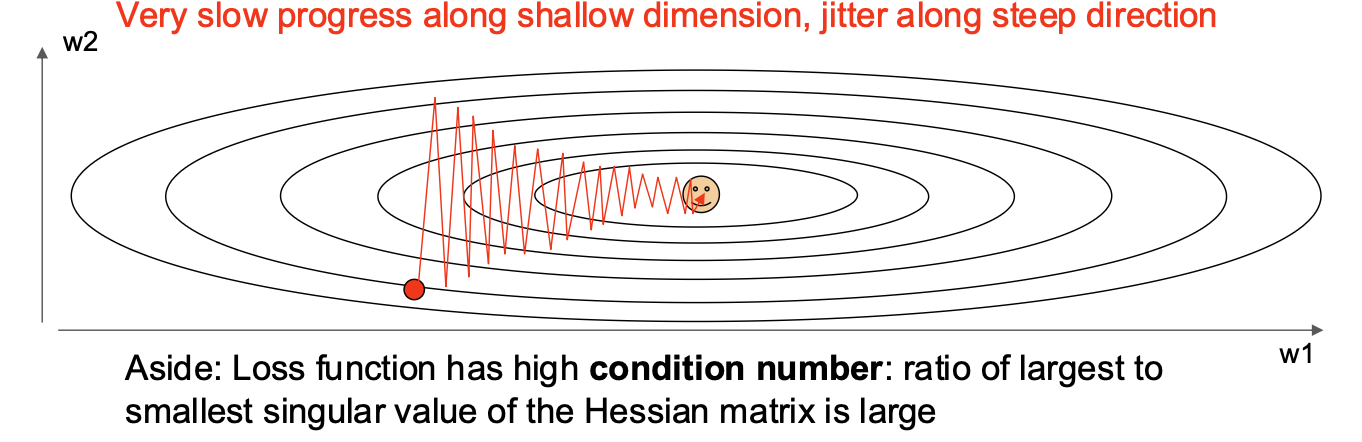 Very slow progress along shallow dimension, jitter along steep direction
w2
w1
Aside: Loss function has high condition number: ratio of largest to
smallest singular value of the Hessian matrix is large